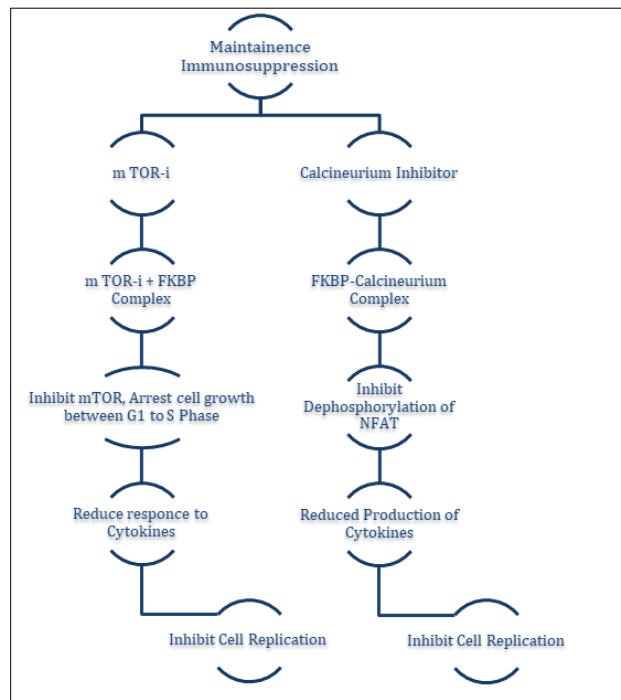 Maintainence
Immunosuppression
m TOR-i
Calcineurium Inhibitor
m TOR-i + FKBP
Complex
FKBP-Calcineurium
Complex
Inhibit mTOR, Arrest cell growth
between G1 to S Phase
Inhibit
Dephosphorylation of
NFAT
Reduce responce to
Cytokines
Reduced Production of
Cytokines
Inhibit Cell Replication
Inhibit Cell Replication